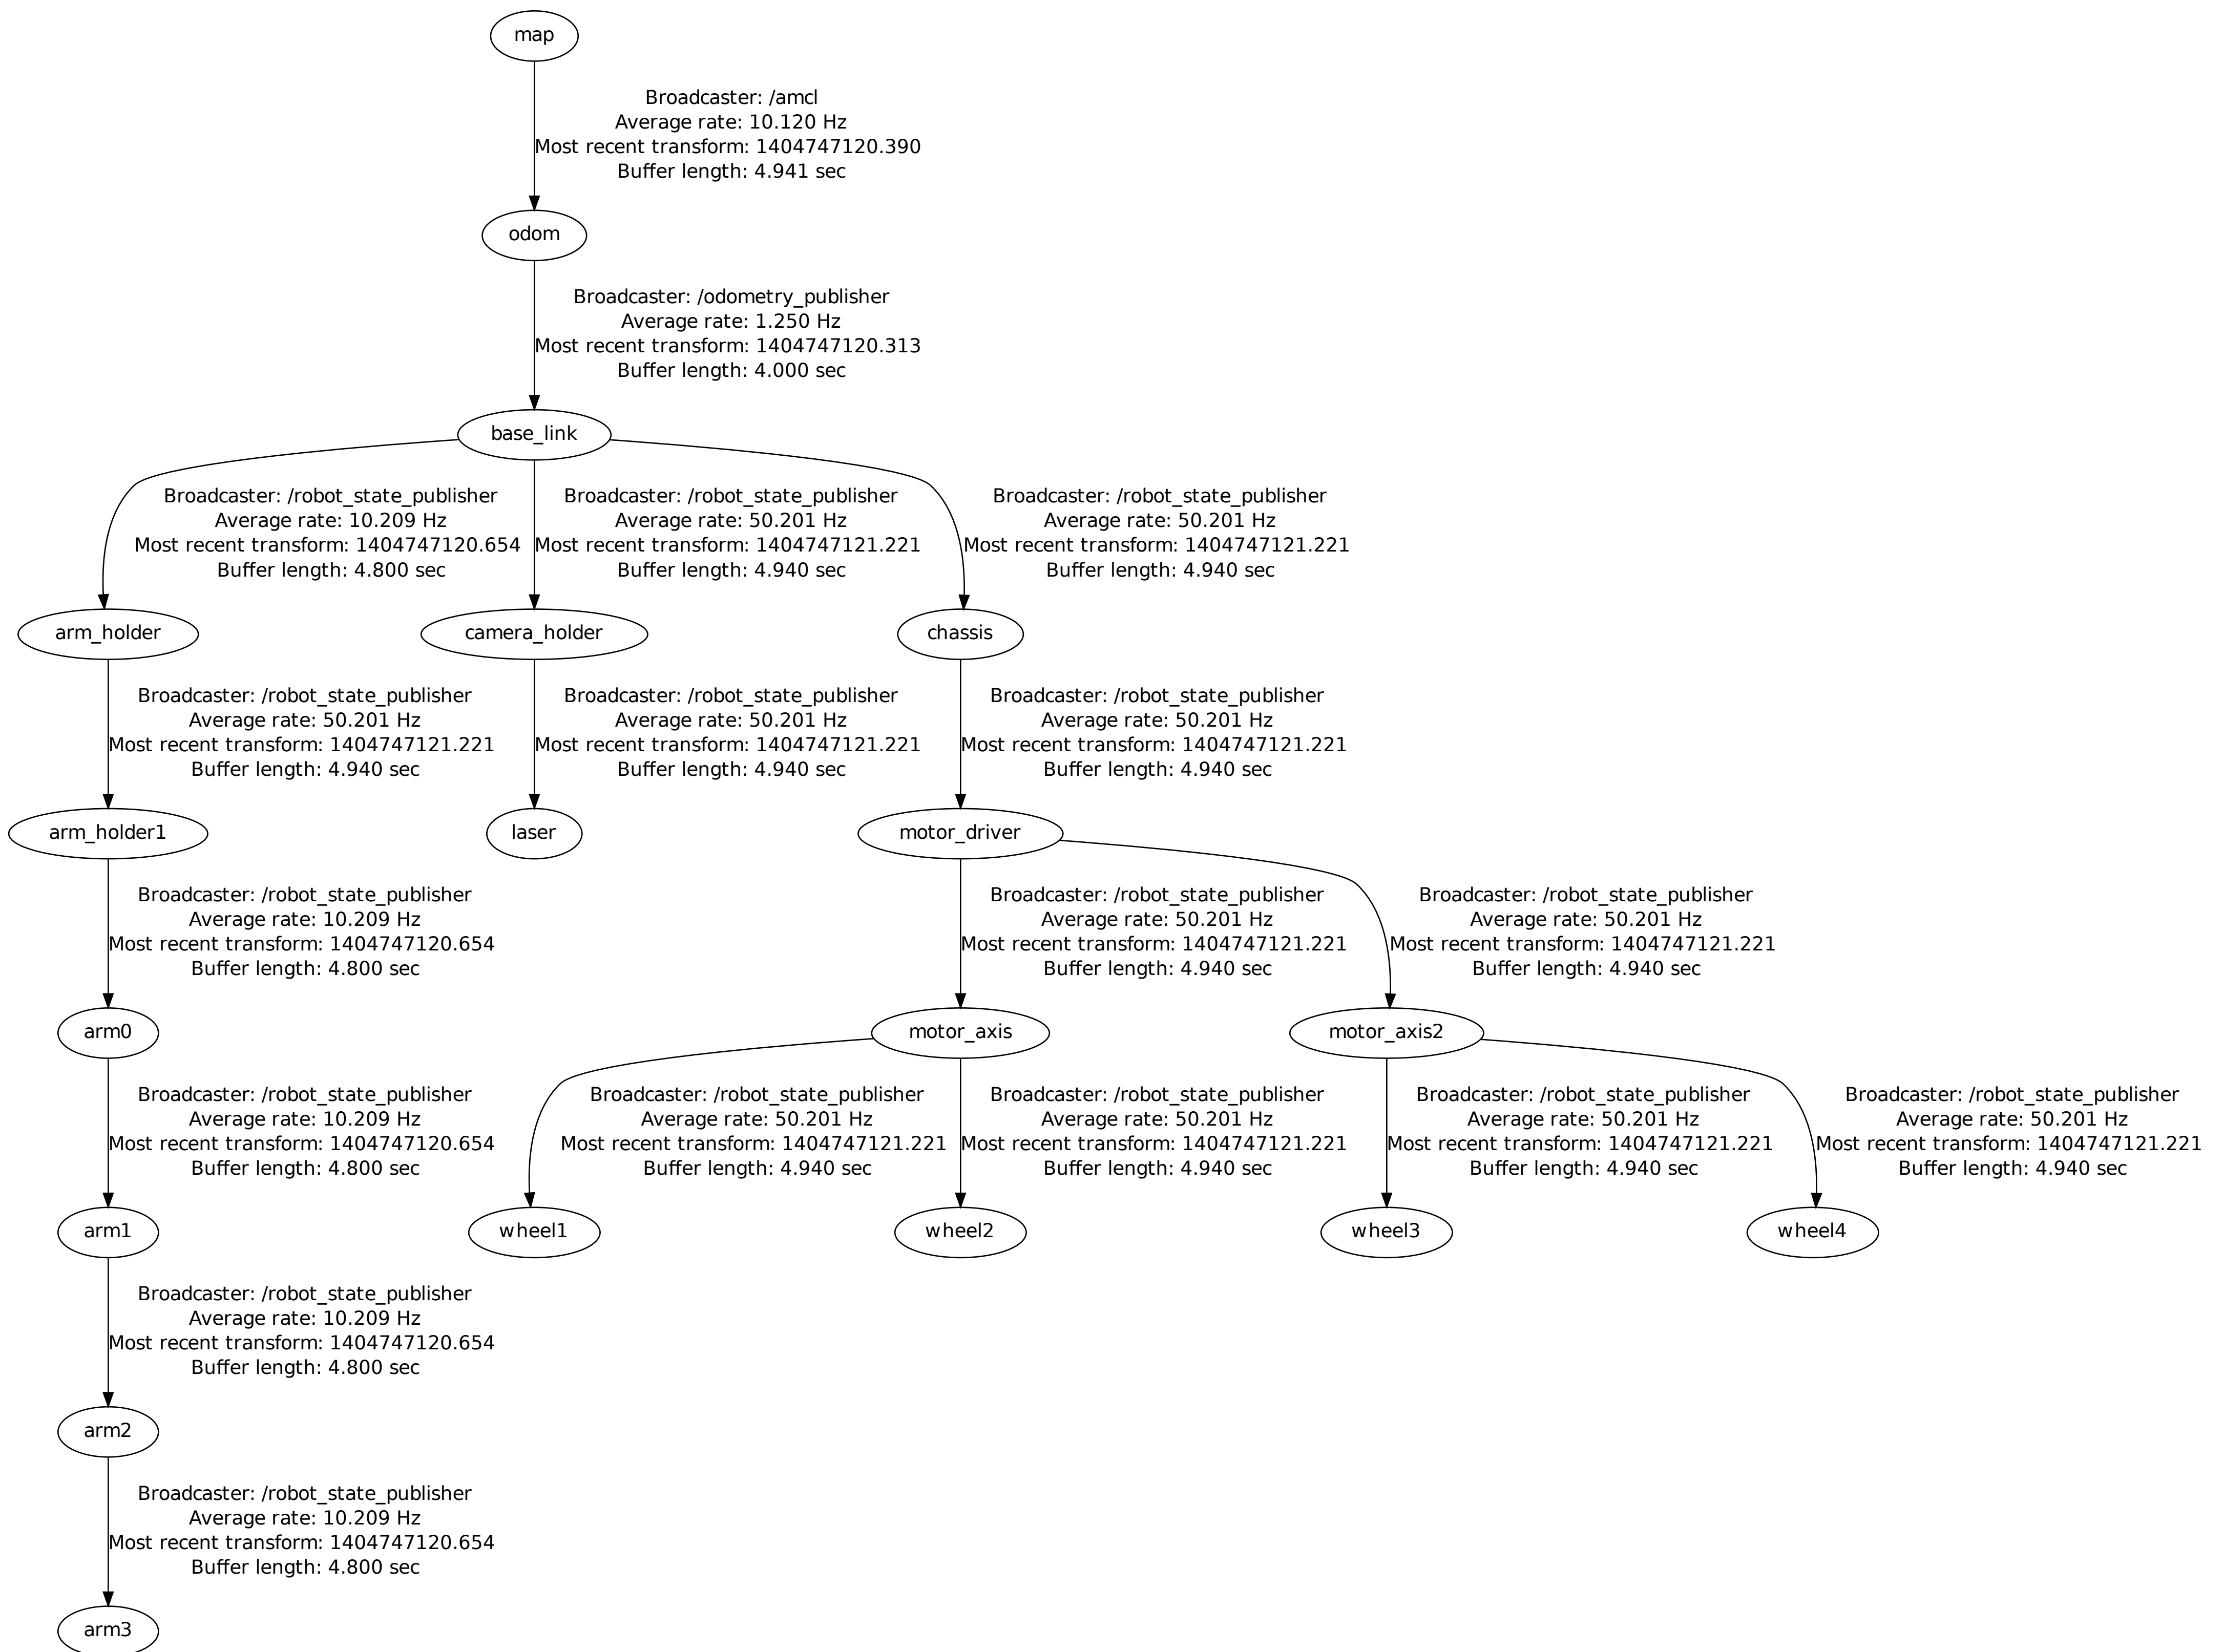 map
Broadcaster: /amcl
Average rate: 10.120 Hz
Most recent transform: 1404747120.390
Buffer length: 4.941 sec
odom
Broadcaster: /odometry_publisher
Average rate: 1.250 Hz
Most recent transform: 1404747120.313
Buffer length: 4.000 sec
base_link
Broadcaster: /robot_state_publisher
Average rate: 10.209 Hz
Most recent transform: 1404747120.654
Buffer length: 4.800 sec
Broadcaster: /robot_state_publisher
Average rate: 50.201 Hz
Most recent transform: 1404747121.221
Buffer length: 4.940 sec
Broadcaster: /robot_state_publisher
Average rate: 50.201 Hz
Most recent transform: 1404747121.221
Buffer length: 4.940 sec
arm_holder
camera_holder
chassis
Broadcaster: /robot_state_publisher
Average rate: 50.201 Hz
Most recent transform: 1404747121.221
Buffer length: 4.940 sec
Broadcaster: /robot_state_publisher
Average rate: 50.201 Hz
Most recent transform: 1404747121.221
Buffer length: 4.940 sec
Broadcaster: /robot_state_publisher
Average rate: 50.201 Hz
Most recent transform: 1404747121.221
Buffer length: 4.940 sec
arm_holder1
laser
motor_driver
Broadcaster: /robot_state_publisher
Average rate: 10.209 Hz
Most recent transform: 1404747120.654
Buffer length: 4.800 sec
Broadcaster: /robot_state_publisher
Average rate: 50.201 Hz
Most recent transform: 1404747121.221
Buffer length: 4.940 sec
Broadcaster: /robot_state_publisher
Average rate: 50.201 Hz
Most recent transform: 1404747121.221
Buffer length: 4.940 sec
arm0
motor_axis
motor_axis2
Broadcaster: /robot_state_publisher
Average rate: 10.209 Hz
Most recent transform: 1404747120.654
Buffer length: 4.800 sec
Broadcaster: /robot_state_publisher
Average rate: 50.201 Hz
Most recent transform: 1404747121.221
Buffer length: 4.940 sec
Broadcaster: /robot_state_publisher
Average rate: 50.201 Hz
Most recent transform: 1404747121.221
Buffer length: 4.940 sec
Broadcaster: /robot_state_publisher
Average rate: 50.201 Hz
Most recent transform: 1404747121.221
Buffer length: 4.940 sec
Broadcaster: /robot_state_publisher
Average rate: 50.201 Hz
Most recent transform: 1404747121.221
Buffer length: 4.940 sec
arm1
wheel1
wheel2
wheel3
wheel4
Broadcaster: /robot_state_publisher
Average rate: 10.209 Hz
Most recent transform: 1404747120.654
Buffer length: 4.800 sec
arm2
Broadcaster: /robot_state_publisher
Average rate: 10.209 Hz
Most recent transform: 1404747120.654
Buffer length: 4.800 sec
arm3